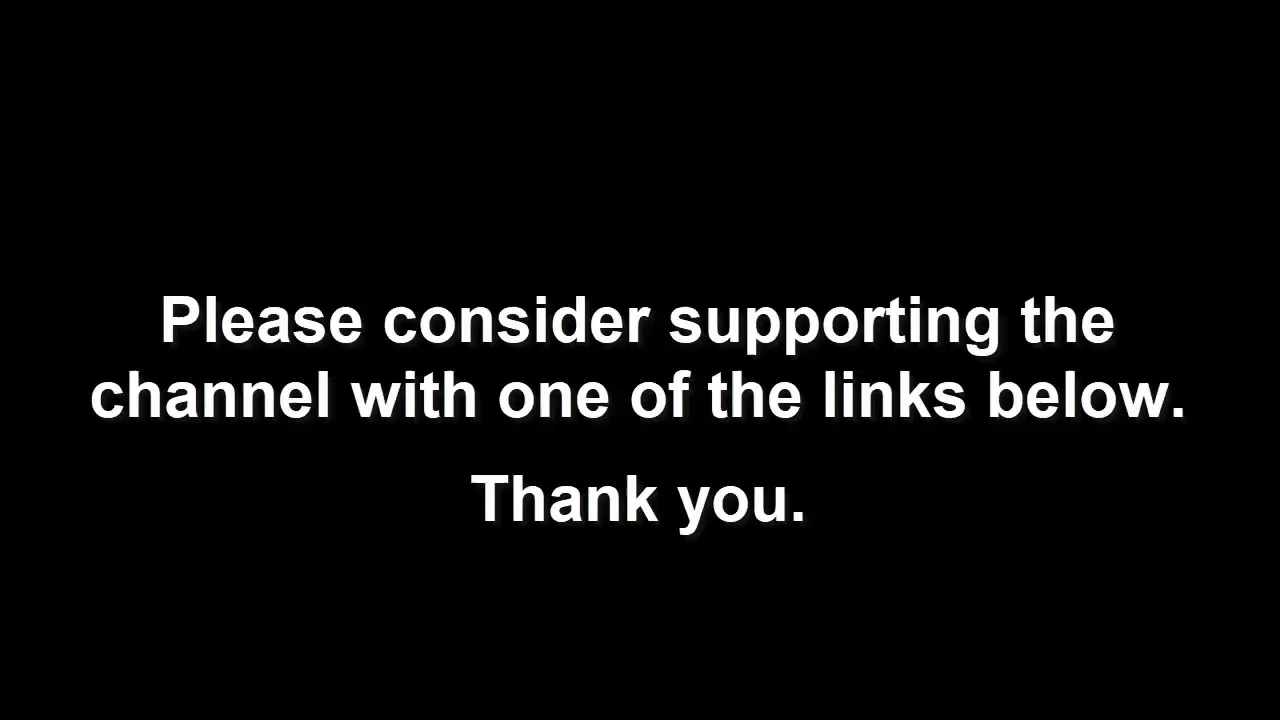 Please consider supporting the
channel with one of the links below.
Thank you.